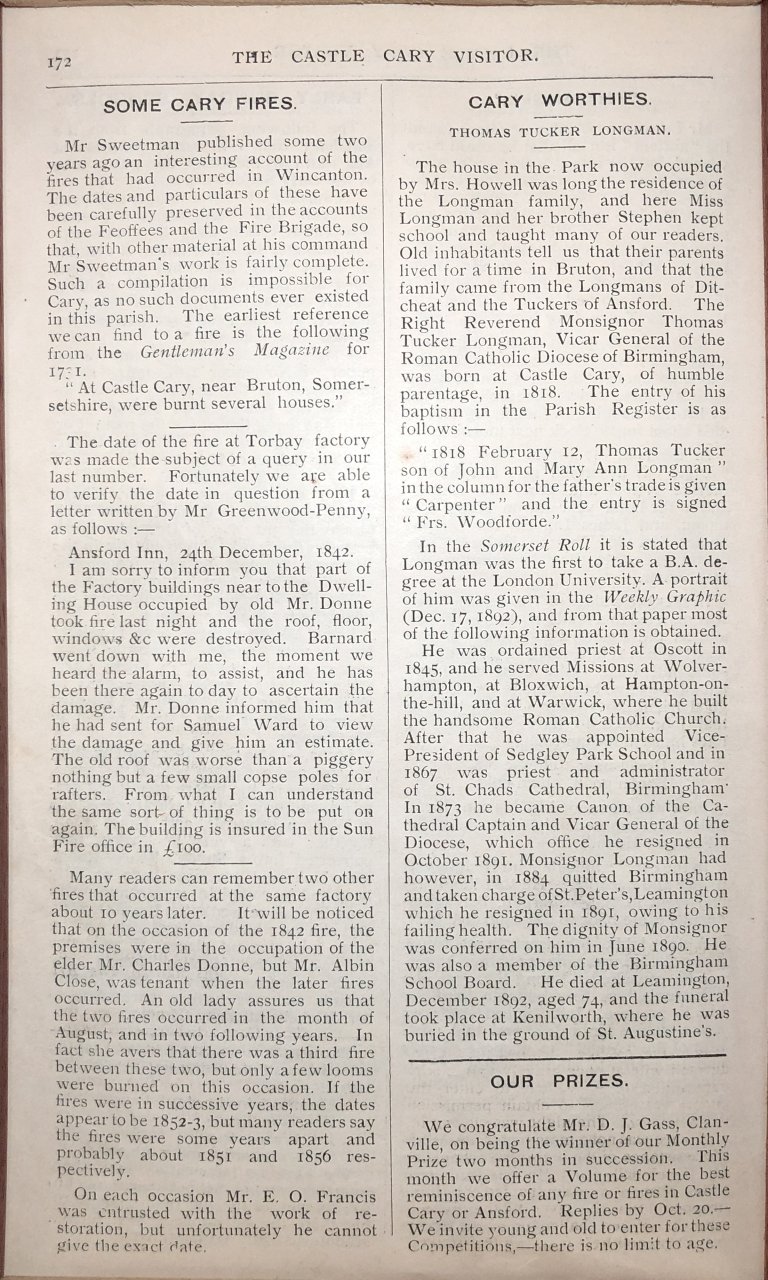 172
THE CASTLE CARY VISITOR.
SOME CARY FIRES.
Mr Sweetman published some two
years ago an interesting account of the
fires that had occurred in Wincanton.
The dates and particulars of these have
been carefully preserved in the accounts
of the Feoffees and the Fire Brigade, so
that, with other material at his command
Mr Sweetman's work is fairly complete.
Such a compilation is impossible for
Cary, as no such documents ever existed
in this parish. The earliest reference
we can find to a fire is the following
from the Gentleman's Magazine for
"At Castle Cary, near Bruton, Somer-
setshire, were burnt several houses."
The date of the fire at Torbay factory
was made the subject of a query in our
last number. Fortunately we are able
to verify the date in question from a
letter written by Mr Greenwood-Penny,
as follows :—
Ansford Inn, 24th December, 1842.
I am sorry to inform you that part of
the Factory buildings near to the Dwell-
ing House occupied by old Mr. Donne
took fire last night and the roof, floor,
windows &c were destroyed. Barnard
went down with me, the moment we
heard the alarm, to assist, and he has
been there again to day to ascertain the
damage. Mr. Donne informed him that
he had sent for Samuel Ward to view
the damage and give him an estimate.
The old roof was worse than a piggery
nothing but a few small copse poles for
rafters. From what I can understand
the same sort of thing is to be put on
again. The building is insured in the Sun
Fire office in £100.
Many readers can remember two other
fires that occurred at the same factory
about 10 years later. It will be noticed
that on the occasion of the 1842 fire, the
premises were in the occupation of the
elder Mr. Charles Donne, but Mr. Albin
Close, was tenant when the later fires
occurred. An old lady assures us that
the two fires occurred in the month of
August, and in two following years. In
fact she avers that there was a third fire
between these two, but only a few looms
were burned on this occasion. If the
fires were in successive years, the dates
appear to be 1852-3, but many readers say
the fires were some years apart and
probably about 1851 and 1856 res-
pectively.
On each occasion Mr. E. O. Francis
was entrusted with the work of re-
storation, but unfortunately he cannot
give the exact date.
CARY WORTHIES.
THOMAS TUCKER LONGMAN.
The house in the Park now occupied
by Mrs. Howell was long the residence of
the Longman family, and here Miss
Longman and her brother Stephen kept
school and taught many of our readers.
Old inhabitants tell us that their parents
lived for a time in Bruton, and that the
family came from the Longmans of Dit-
cheat and the Tuckers of Ansford. The
Right Reverend Monsignor Thomas
Tucker Longman, Vicar General of the
Roman Catholic Diocese of Birmingham,
was born at Castle Cary, of humble
parentage, in 1818. The entry of his
baptism in the Parish Register is as
follows :—
"1818 February 12, Thomas Tucker
son of John and Mary Ann Longman"
in the column for the father's trade is given
"Carpenter" and the entry is signed
"Frs. Woodforde."
In the Somerset Roll it is stated that
Longman was the first to take a B.A. de-
gree at the London University. A portrait
of him was given in the Weekly Graphic
(Dec. 17, 1892), and from that paper most
of the following information is obtained.
He was ordained priest at Oscott in
1845, and he served Missions at Wolver-
hampton, at Bloxwich, at Hampton-on-
the-hill, and at Warwick, where he built
the handsome Roman Catholic Church.
After that he was appointed Vice-
President of Sedgley Park School and in
1867 was priest and administrator
of St. Chads Cathedral, Birmingham
In 1873 he became Canon of the Ca-
thedral Captain and Vicar General of the
Diocese, which office he resigned in
October 1891. Monsignor Longman had
however, in 1884 quitted Birmingham
and taken charge of St. Peter's, Leamington
which he resigned in 1891, owing to his
failing health. The dignity of Monsignor
was conferred on him in June 1890. He
was also a member of the Birmingham
School Board. He died at Leamington,
December 1892, aged 74, and the funeral
took place at Kenilworth, where he was
buried in the ground of St. Augustine's.
OUR PRIZES.
We congratulate Mr. D. J. Gass, Clan-
ville, on being the winner of our Monthly
Prize two months in succession. This
month we offer a Volume for the best
reminiscence of any fire or fires in Castle
Cary or Ansford. Replies by Oct. 20.—
We invite young and old to enter for these
Competitions,—there is no limit to age.